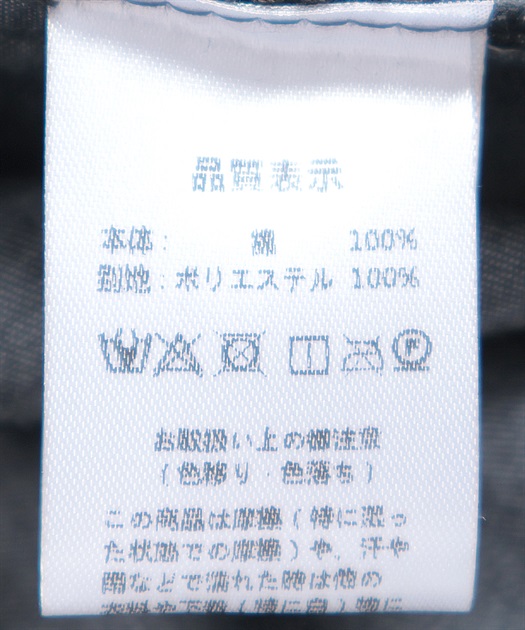 品質表示
本体: 綿 100%
別地:ポリエステル 100%
お取扱い上の御注意
(色移り・色落ち)
この商品は摩擦(特に湿っ
た状態での摩擦)や、汗や
雨などで濡れた時は他の